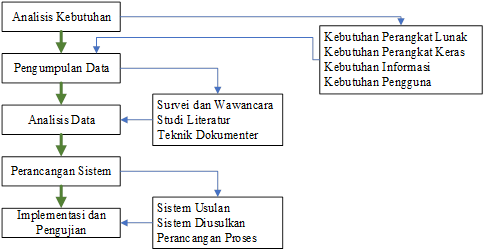 Analisis Kebutuhan
Kebutuhan Perangkat Lunak
Kebutuhan Perangkat Keras
Kebutuhan Informasi
Kebutuhan Pengguna
Pengumpulan Data
Survei dan Wawancara
Studi Literatur
Teknik Dokumenter
Analisis Data
Perancangan Sistem
Sistem Usulan
Sistem Diusulkan
Perancangan Proses
Implementasi dan
Pengujian